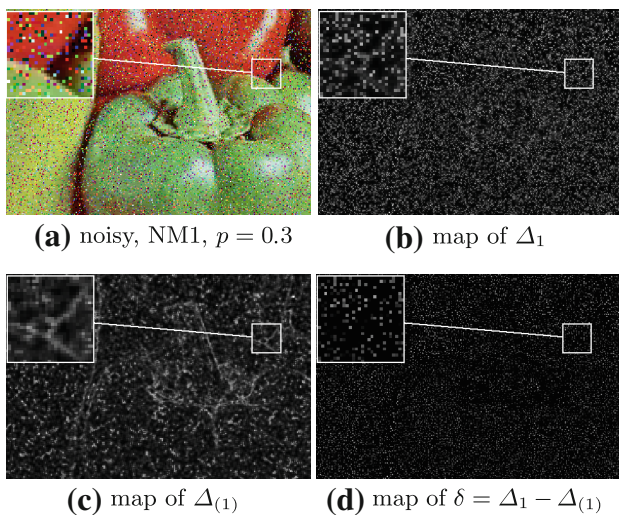 (a) noisy, NM1, p = 0.3
(b) map of Δ₁
(c) map of Δ₍₁₎
(d) map of δ = Δ₁ − Δ₍₁₎